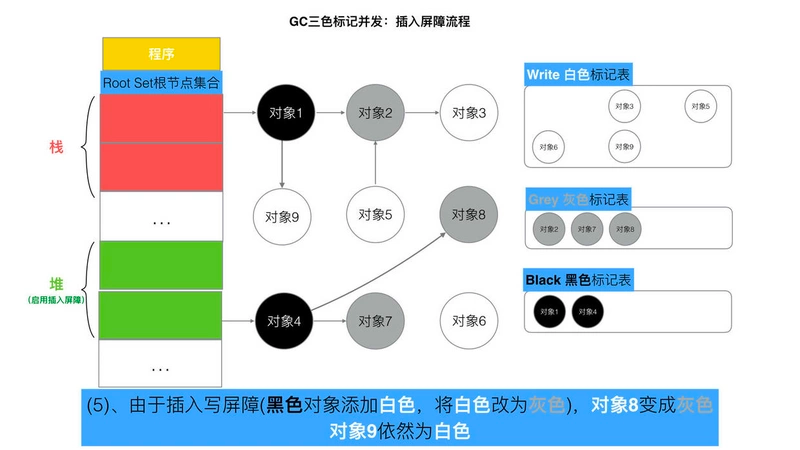 GC三色标记并发：插入屏障流程
程序
Root Set根节点集合
栈
...
堆
(启用插入屏障)
...
对象1
对象2
对象3
对象9
对象5
对象8
对象4
对象7
对象6
Write 白色标记表
对象3
对象5
对象6
对象9
Grey 灰色标记表
对象2
对象7
对象8
Black 黑色标记表
对象1
对象4
(5)、由于插入写屏障(黑色对象添加白色，将白色改为灰色)，对象8变成灰色
对象9依然为白色